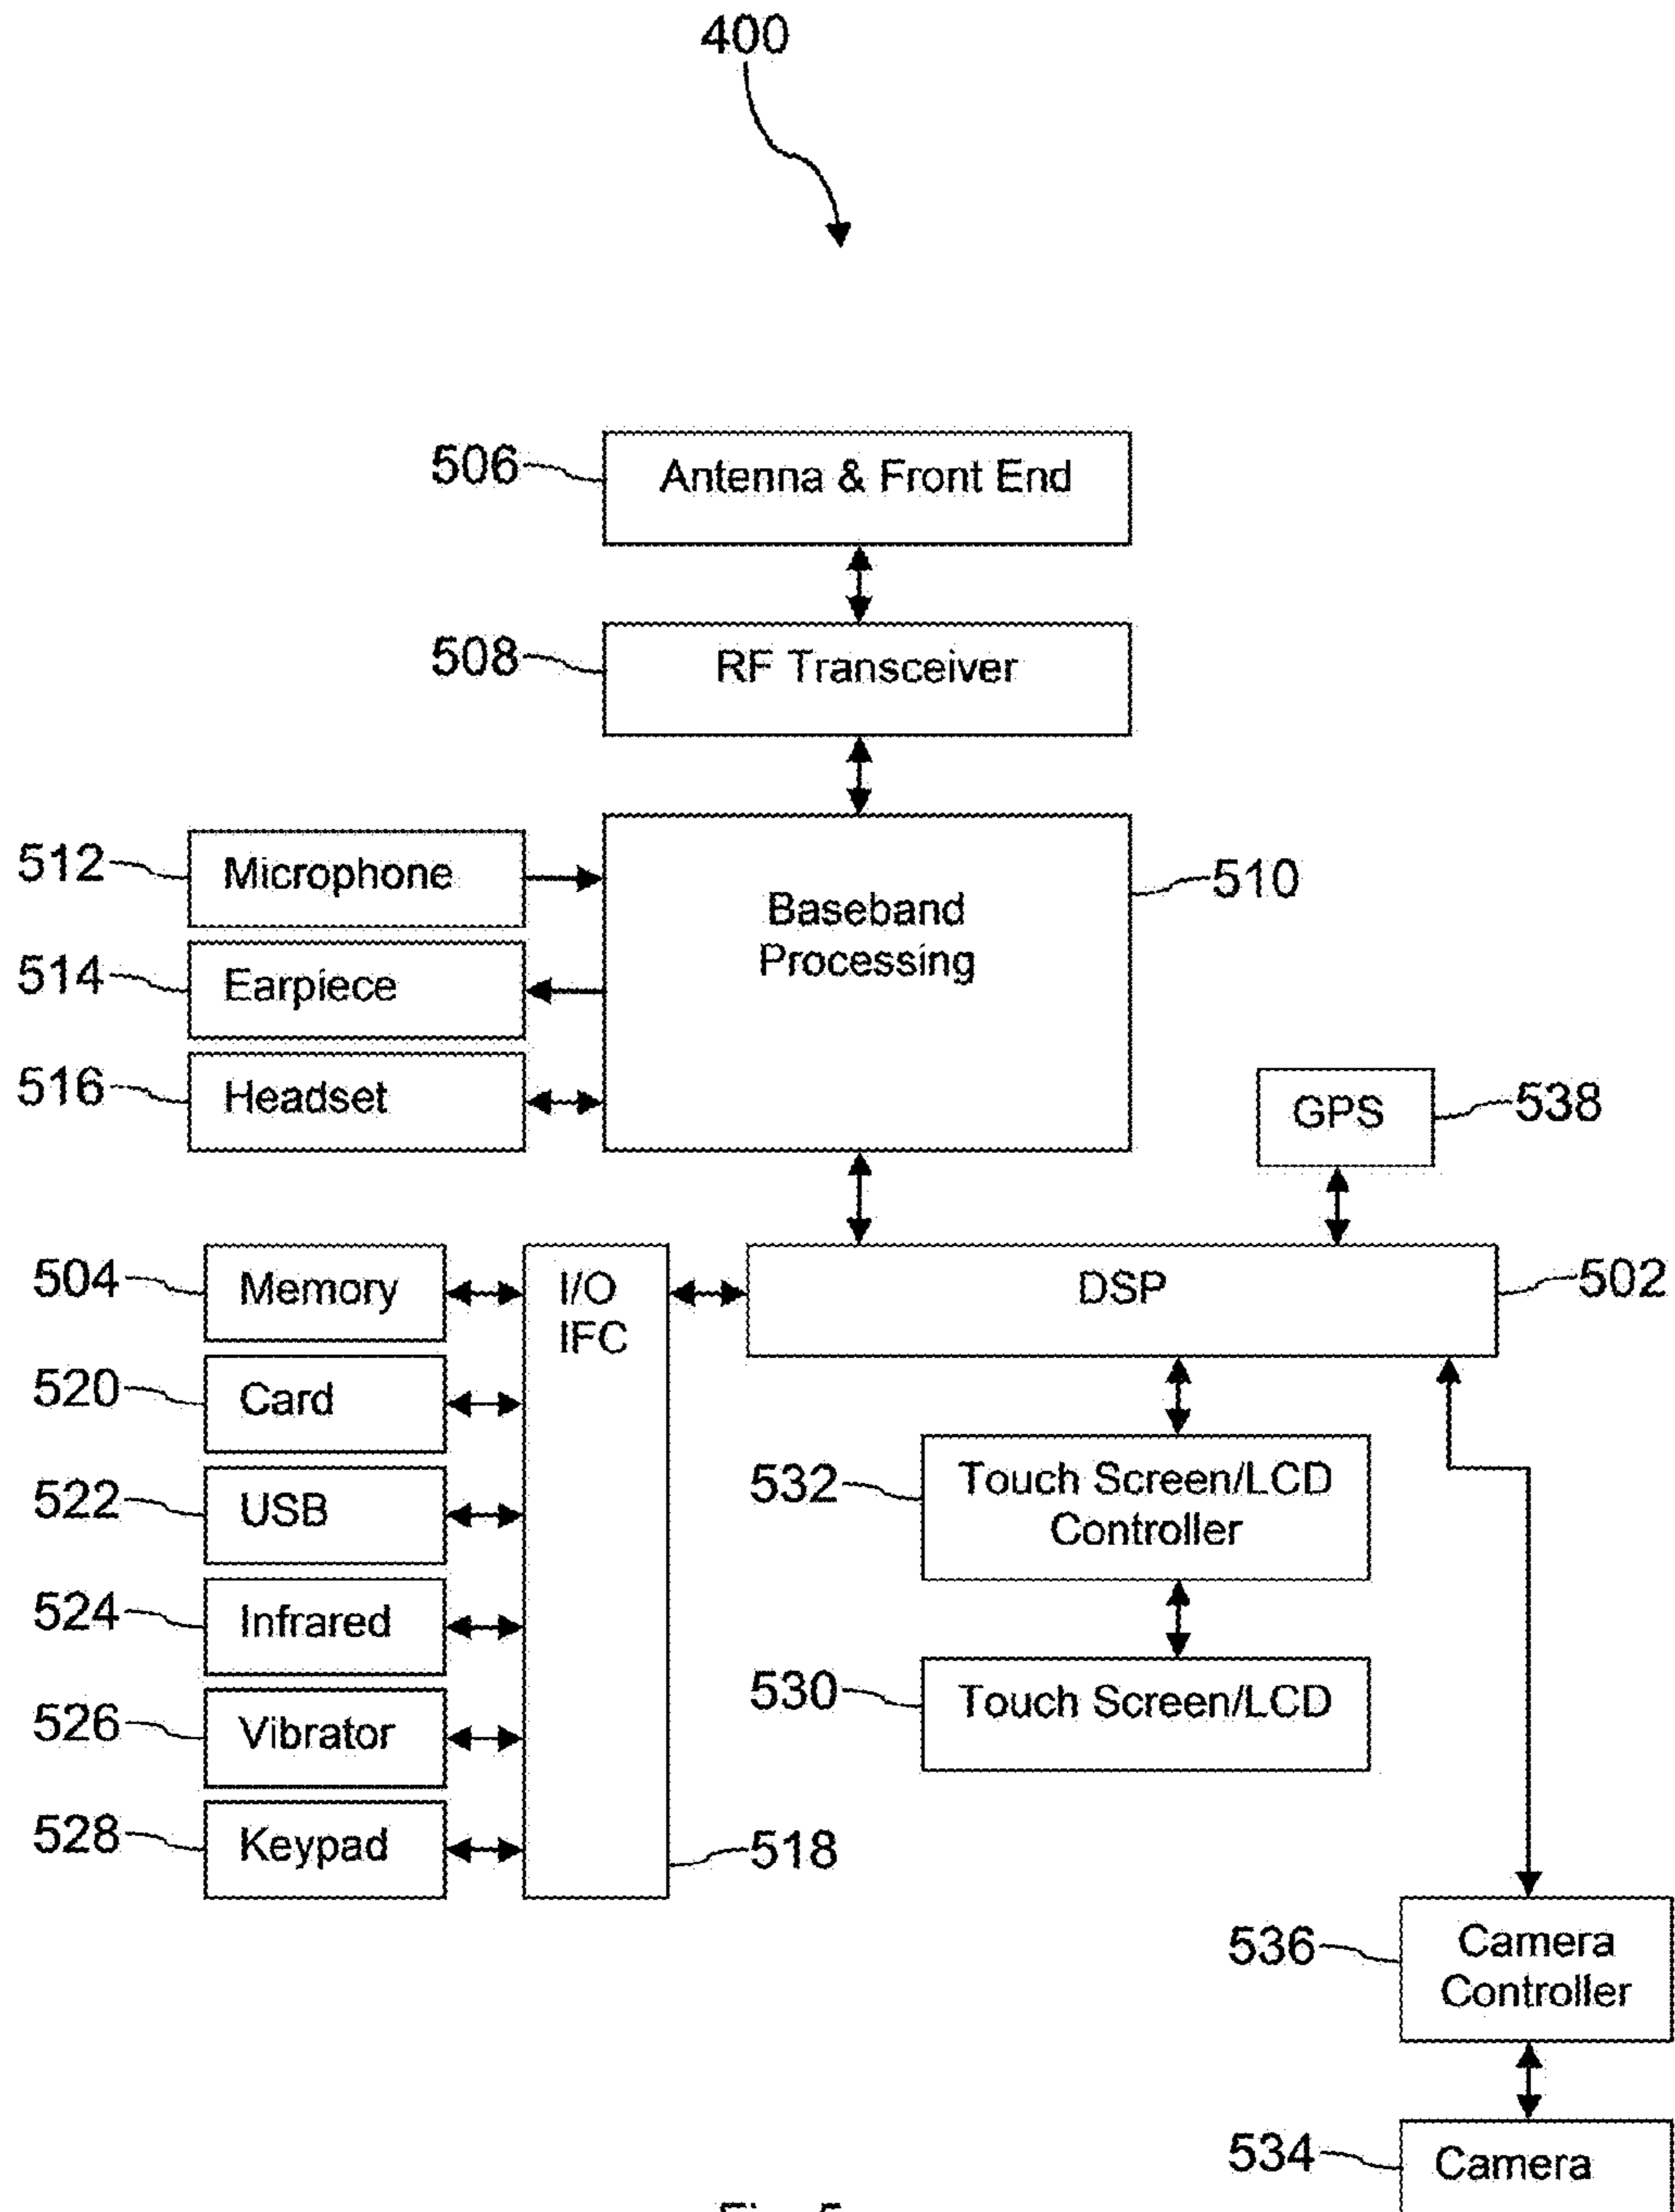 400
506
Antenna & Front End
508
RF Transceiver
512
Microphone
Baseband
Processing
510
514
Earpiece
516
Headset
GPS
538
504
Memory
I/O
IFC
DSP
502
520
Card
522
USB
532
Touch Screen/LCD
Controller
524
Infrared
530
Touch Screen/LCD
526
Vibrator
528
Keypad
518
536
Camera
Controller
534
Camera